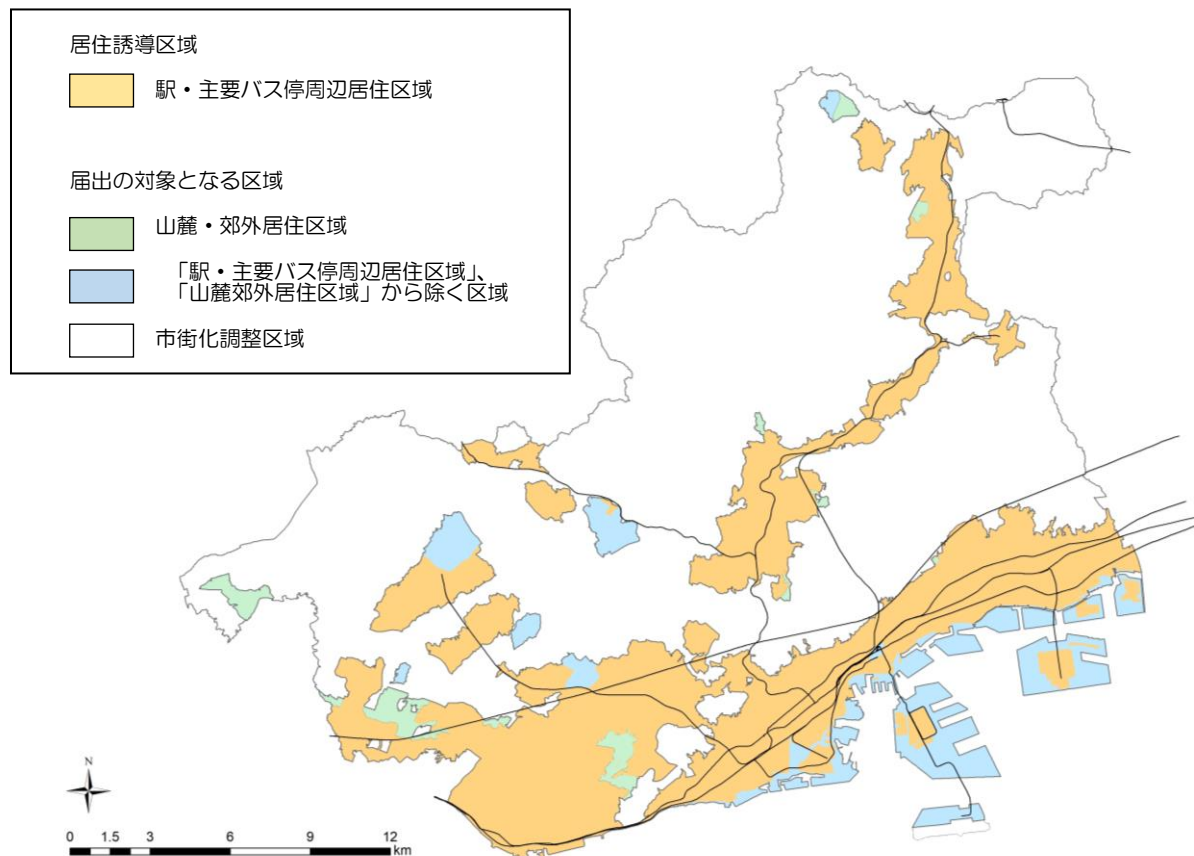 居住誘導区域
駅・主要バス停周辺居住区域
届出の対象となる区域
山麓・郊外居住区域
「駅・主要バス停周辺居住区域」、
「山麓郊外居住区域」から除く区域
市街化調整区域
N
0 1.5 3 6 9 12
km